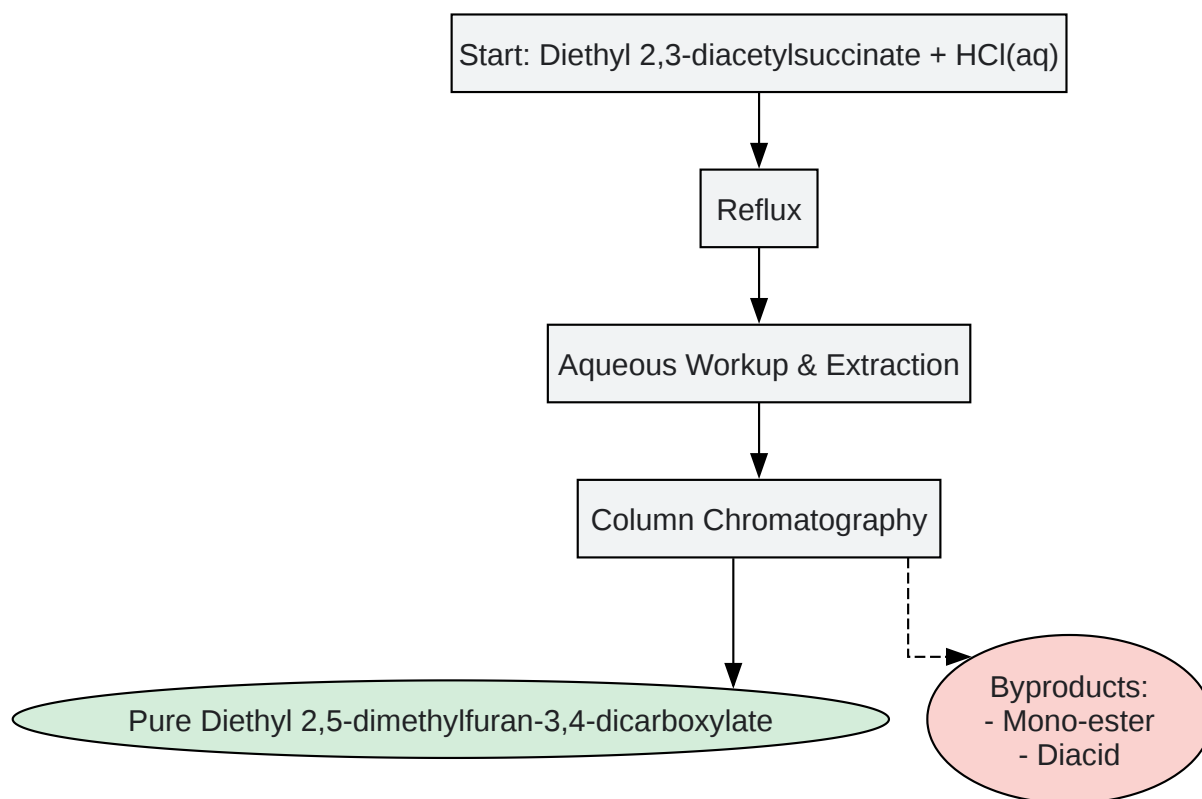 Start: Diethyl 2,3-diacetylsuccinate + HCl(aq)
Reflux
Aqueous Workup & Extraction
Column Chromatography
Pure Diethyl 2,5-dimethylfuran-3,4-dicarboxylate
Byproducts:
- Mono-ester
- Diacid